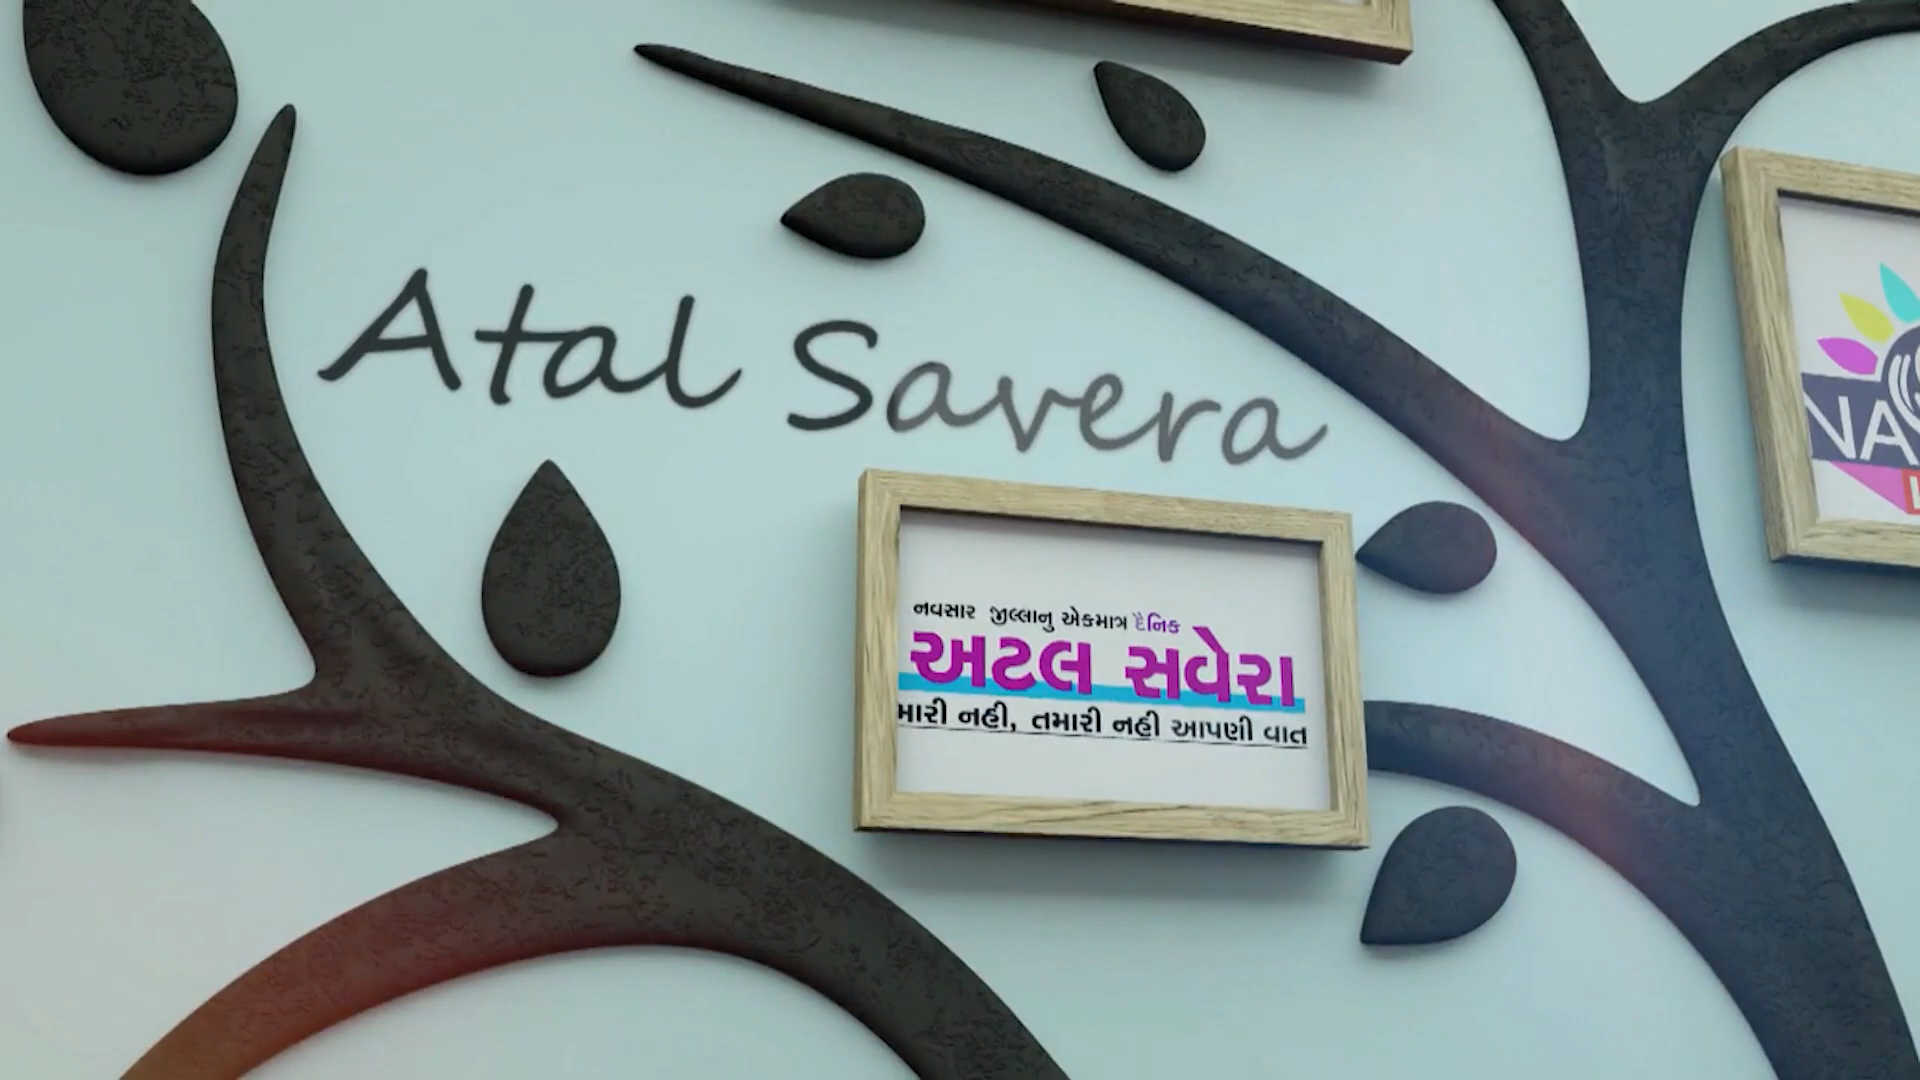 Atal Savera
નવસાર જીલ્લાનુ એકમાત્ર દૈનિક
અટલ સવેરા
મારી નહી, તમારી નહી આપણી વાત